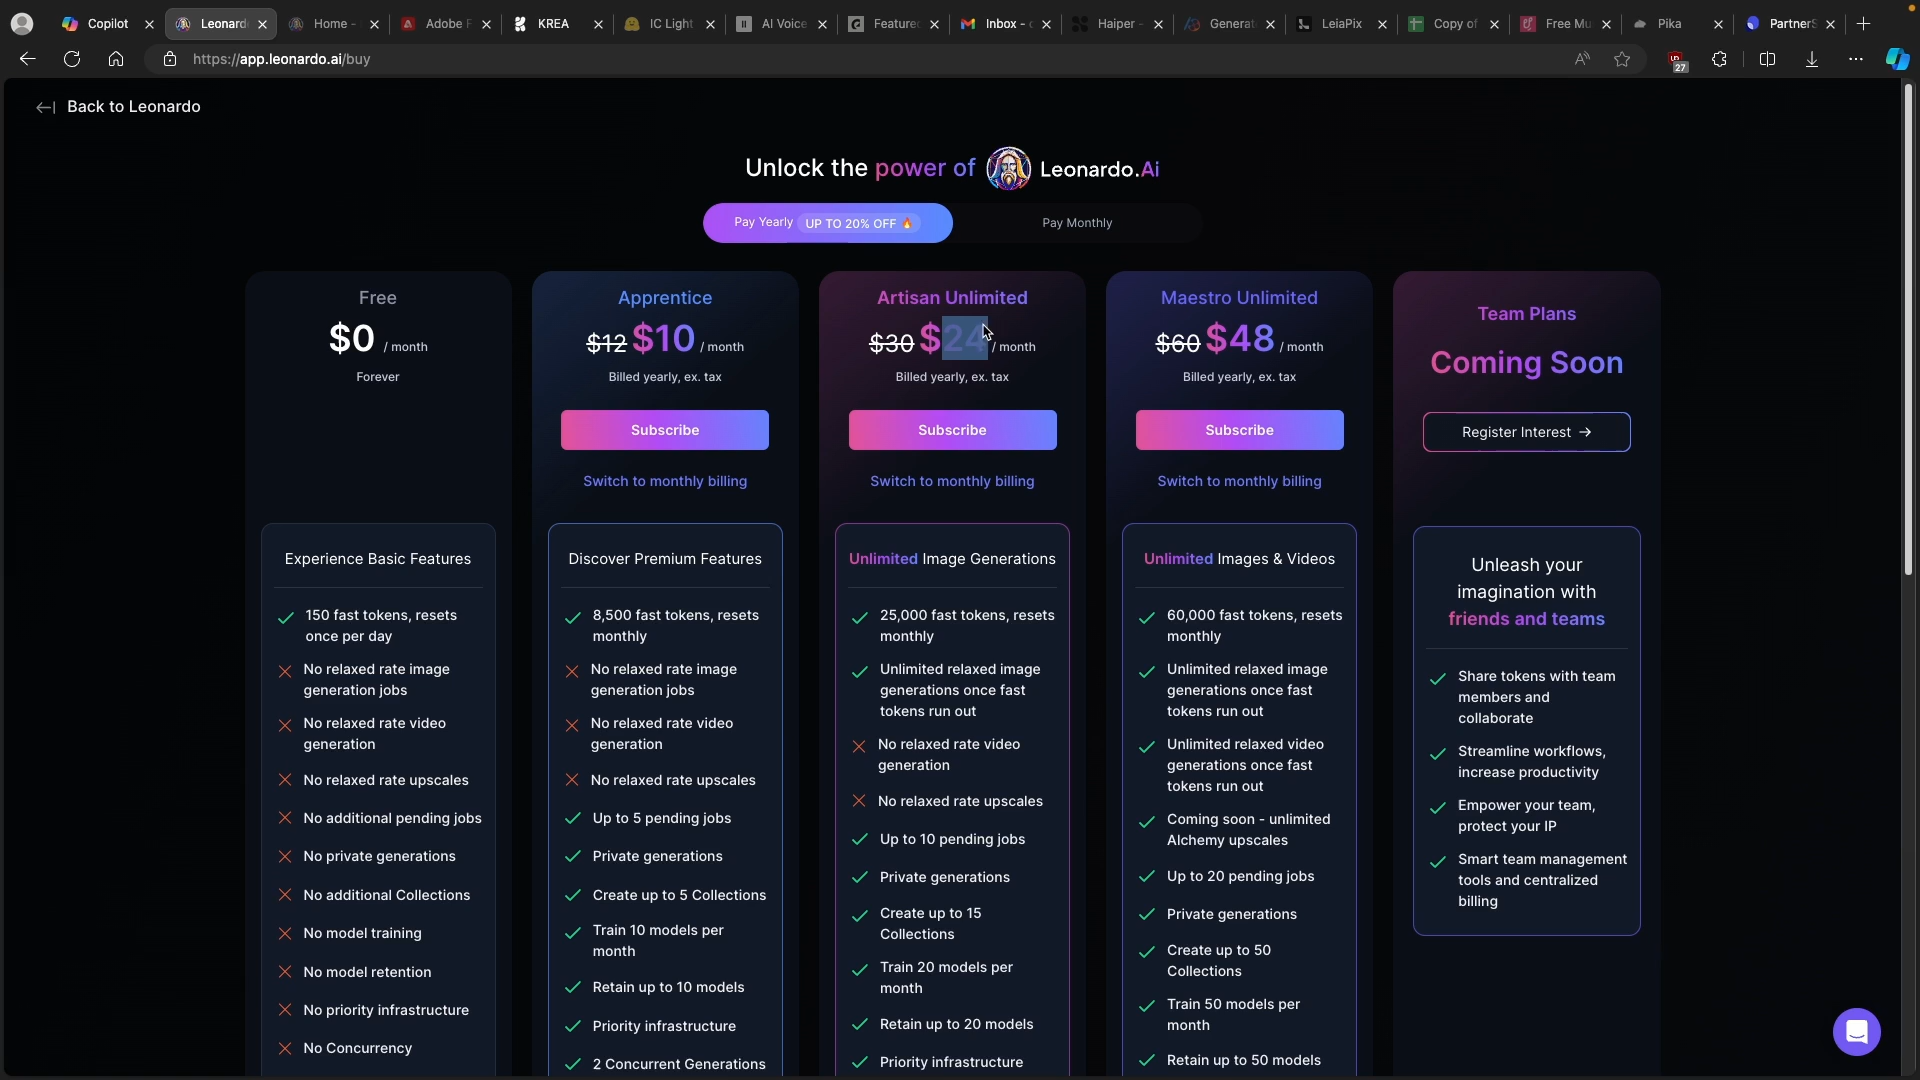 Copilot
Leonard
Home -
Adobe F
KREA
IC Light
AI Voice
Feature
Inbox -
Haiper -
Generat
LeiaPix
Copy of
Free Mu
Pika
PartnerS
https://app.leonardo.ai/buy
27
Back to Leonardo
Unlock the power of Leonardo.Ai
Pay Yearly UP TO 20% OFF
Pay Monthly
Free
$0 / month
Forever
Experience Basic Features
150 fast tokens, resets
once per day
No relaxed rate image
generation jobs
No relaxed rate video
generation
No relaxed rate upscales
No additional pending jobs
No private generations
No additional Collections
No model training
No model retention
No priority infrastructure
No Concurrency
Apprentice
$12 $10 / month
Billed yearly, ex. tax
Subscribe
Switch to monthly billing
Discover Premium Features
8,500 fast tokens, resets
monthly
No relaxed rate image
generation jobs
No relaxed rate video
generation
No relaxed rate upscales
Up to 5 pending jobs
Private generations
Create up to 5 Collections
Train 10 models per
month
Retain up to 10 models
Priority infrastructure
2 Concurrent Generations
Artisan Unlimited
$30 $24 / month
Billed yearly, ex. tax
Subscribe
Switch to monthly billing
Unlimited Image Generations
25,000 fast tokens, resets
monthly
Unlimited relaxed image
generations once fast
tokens run out
No relaxed rate video
generation
No relaxed rate upscales
Up to 10 pending jobs
Private generations
Create up to 15
Collections
Train 20 models per
month
Retain up to 20 models
Priority infrastructure
Maestro Unlimited
$60 $48 / month
Billed yearly, ex. tax
Subscribe
Switch to monthly billing
Unlimited Images & Videos
60,000 fast tokens, resets
monthly
Unlimited relaxed image
generations once fast
tokens run out
Unlimited relaxed video
generations once fast
tokens run out
Coming soon - unlimited
Alchemy upscales
Up to 20 pending jobs
Private generations
Create up to 50
Collections
Train 50 models per
month
Retain up to 50 models
Team Plans
Coming Soon
Register Interest →
Unleash your
imagination with
friends and teams
Share tokens with team
members and
collaborate
Streamline workflows,
increase productivity
Empower your team,
protect your IP
Smart team management
tools and centralized
billing